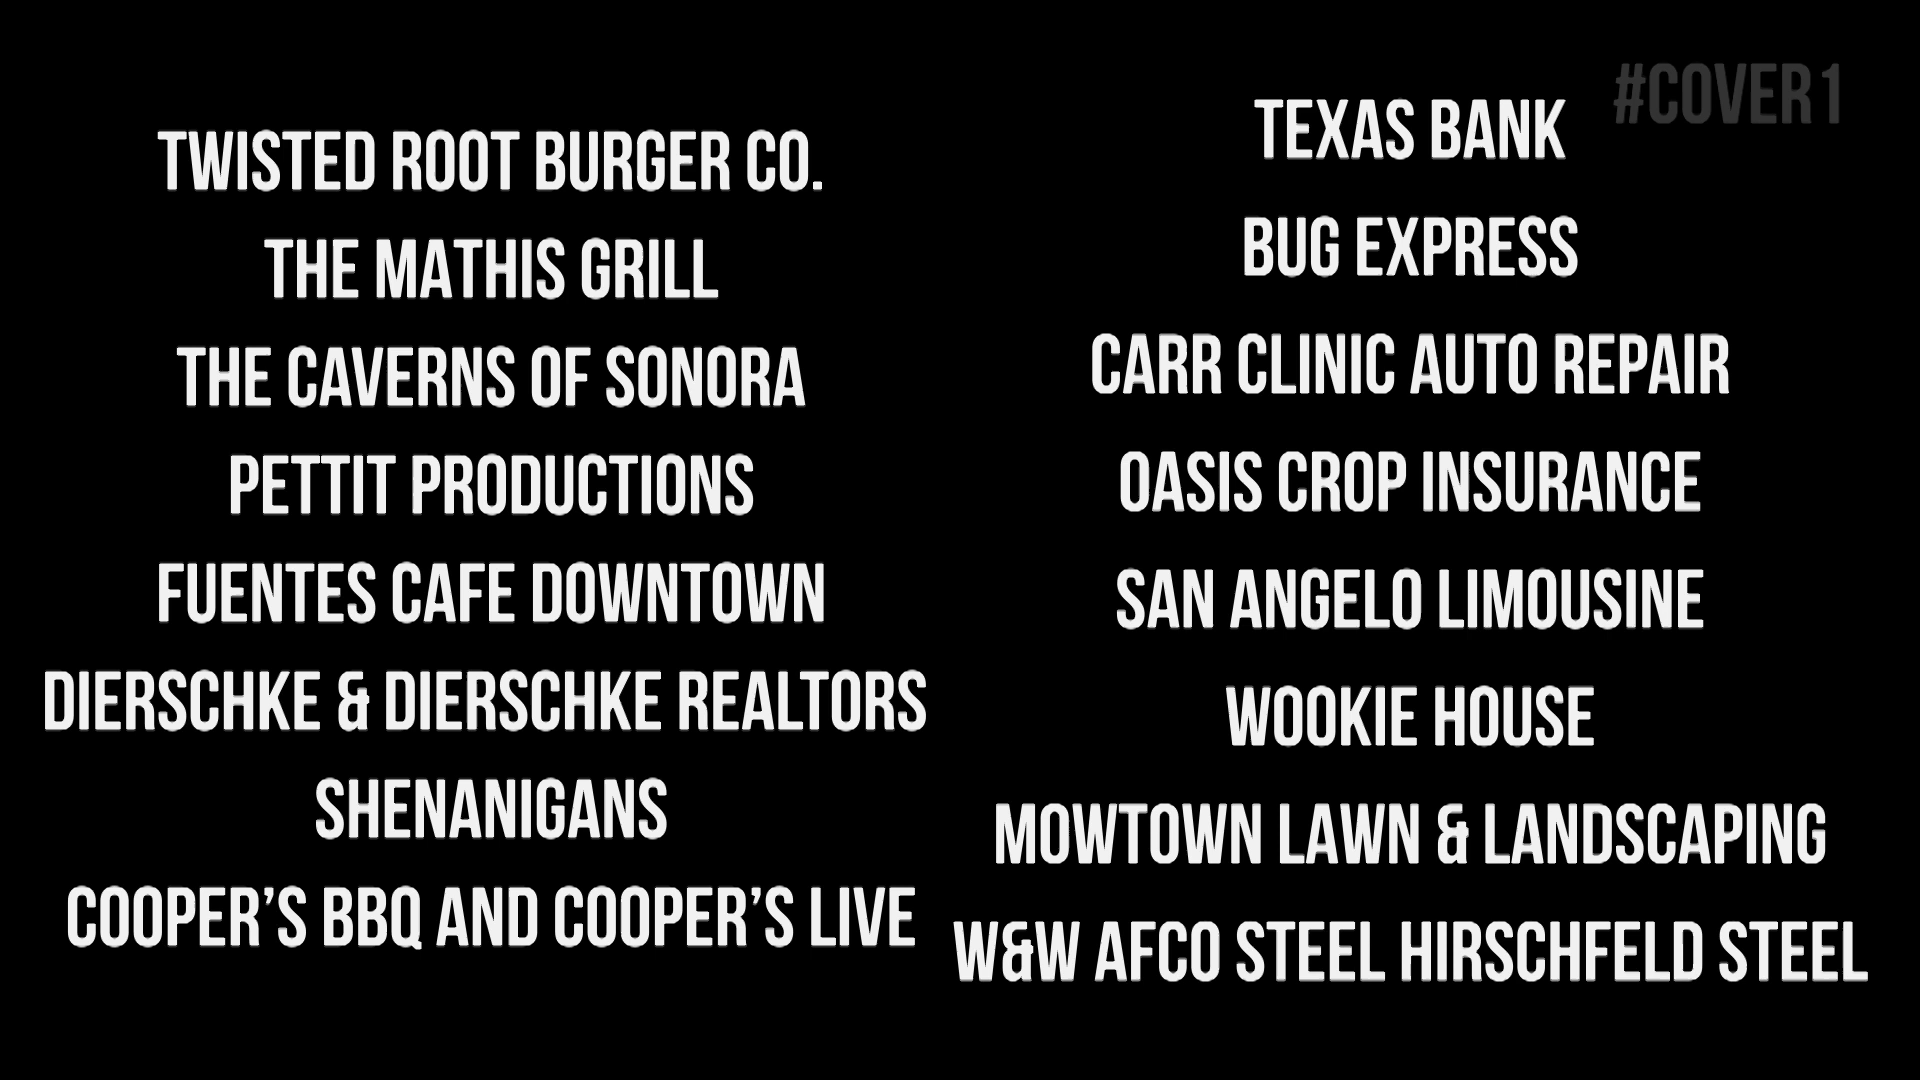 #COVER1
TWISTED ROOT BURGER CO.
THE MATHIS GRILL
THE CAVERNS OF SONORA
PETTIT PRODUCTIONS
FUENTES CAFE DOWNTOWN
DIERSCHKE & DIERSCHKE REALTORS
SHENANIGANS
COOPER’S BBQ AND COOPER’S LIVE
TEXAS BANK
BUG EXPRESS
CARR CLINIC AUTO REPAIR
OASIS CROP INSURANCE
SAN ANGELO LIMOUSINE
WOOKIE HOUSE
MOWTOWN LAWN & LANDSCAPING
W&W AFCO STEEL HIRSCHFELD STEEL